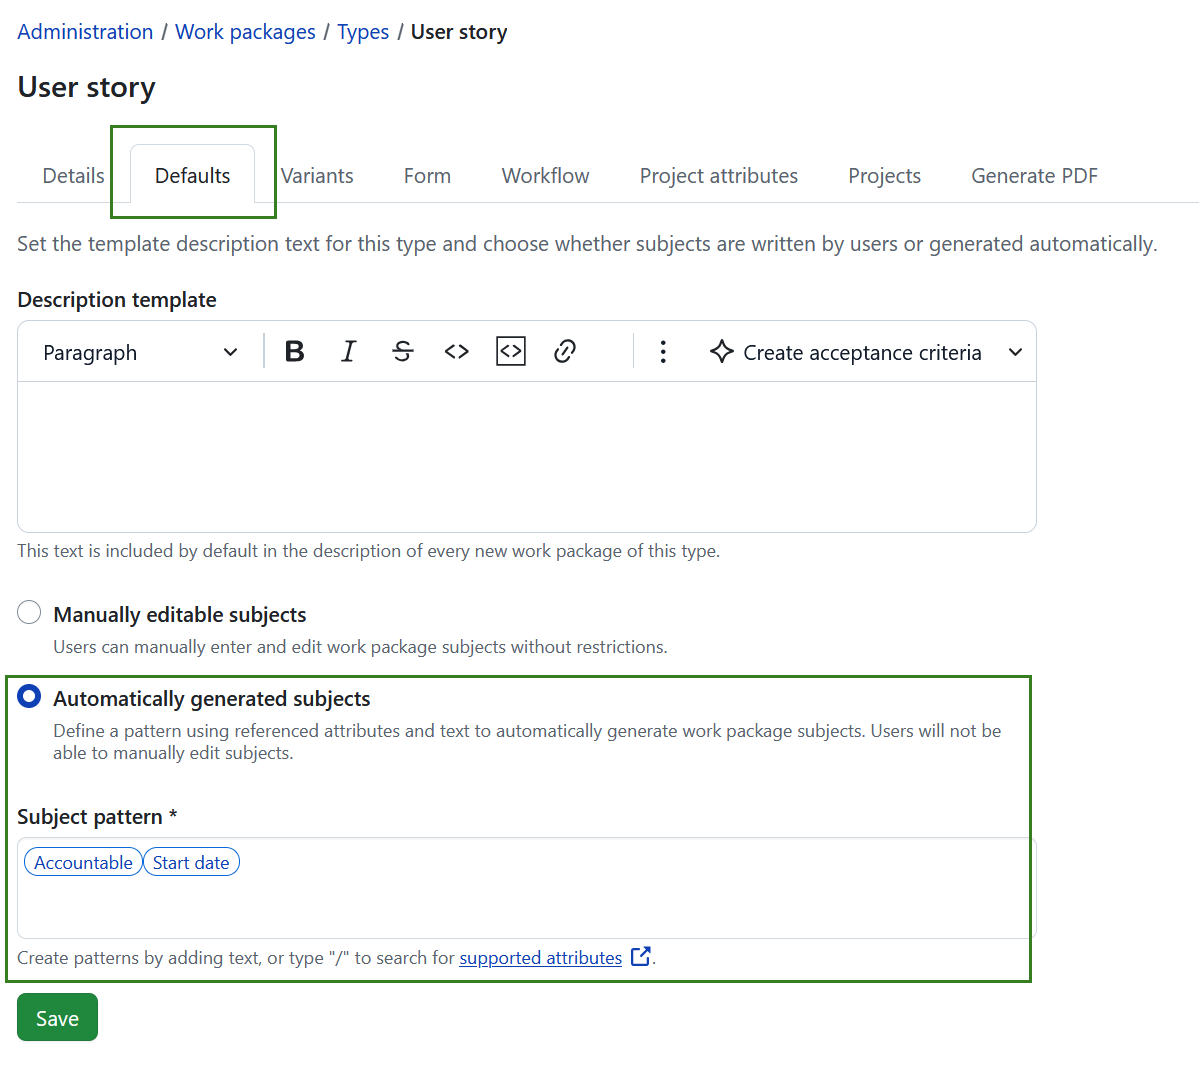 Administration / Work packages / Types / User story
User story
Details Defaults Variants Form Workflow Project attributes Projects Generate PDF
Set the template description text for this type and choose whether subjects are written by users or generated automatically.
Description template
Paragraph B I S <> <> Create acceptance criteria
This text is included by default in the description of every new work package of this type.
Manually editable subjects
Users can manually enter and edit work package subjects without restrictions.
Automatically generated subjects
Define a pattern using referenced attributes and text to automatically generate work package subjects. Users will not be
able to manually edit subjects.
Subject pattern *
Accountable Start date
Create patterns by adding text, or type "/" to search for supported attributes.
Save